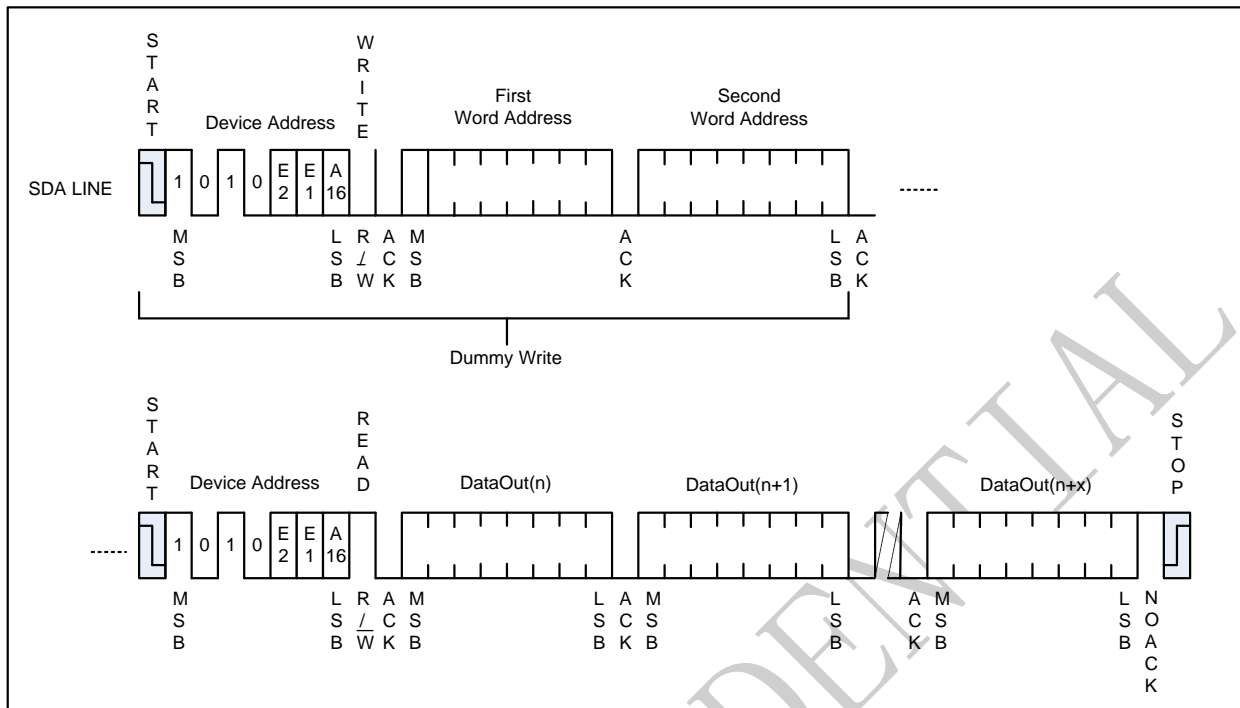 START
WRITE
Device Address
First
Word Address
Second
Word Address
SDA LINE
1 0 1 0 E2 E1 A16
......
MSB
LSB
R/W
ACK
MSB
ACK
LSB
ACK
Dummy Write
START
READ
STOP
Device Address
DataOut(n)
DataOut(n+1)
DataOut(n+x)
......
1 0 1 0 E2 E1 A16
MSB
LSB
R/W
ACK
MSB
LSB
ACK
MSB
LSB
ACK
MSB
LSB
NOACK
DENTIAL